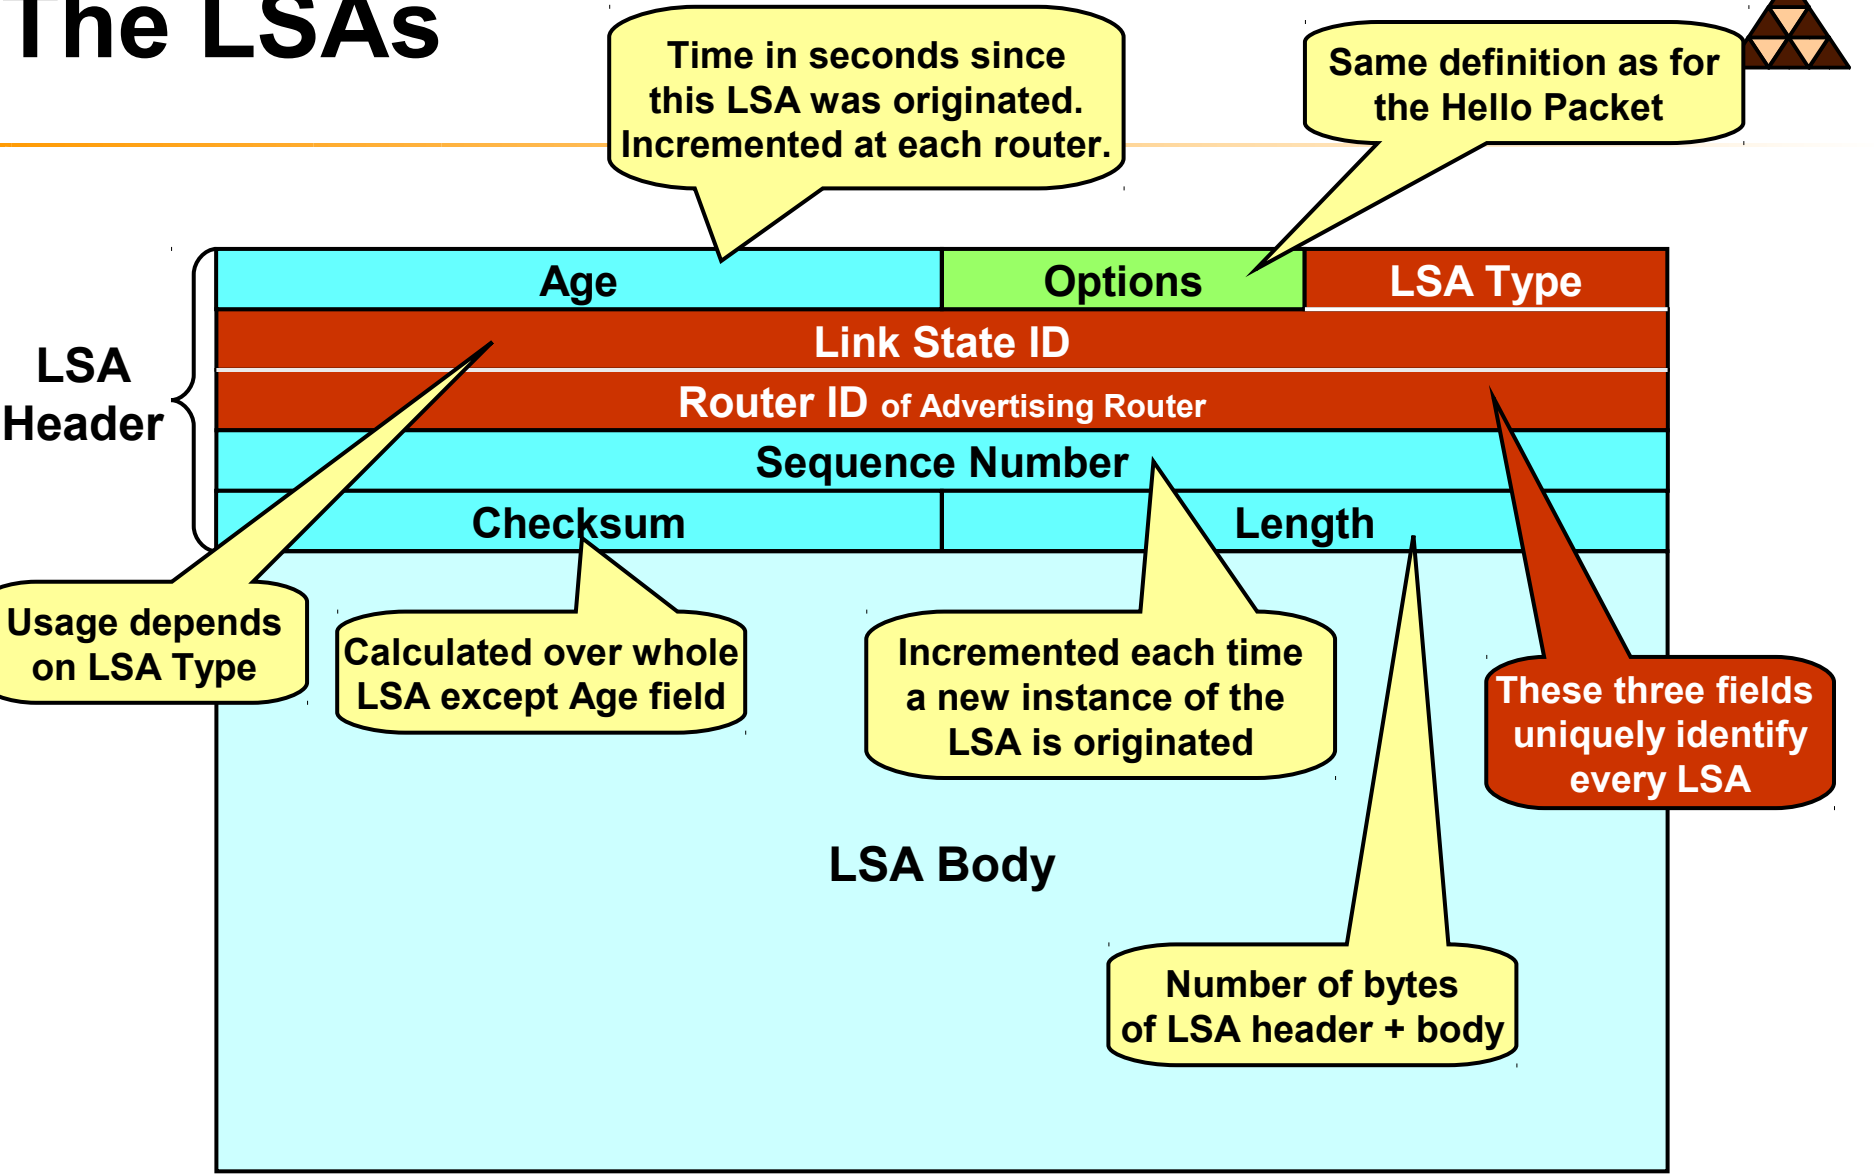 The LSAs
Time in seconds since
this LSA was originated.
Incremented at each router.
Same definition as for
the Hello Packet
Age
Options
LSA Type
Link State ID
Router ID of Advertising Router
Sequence Number
Checksum
Length
LSA
Header
Usage depends
on LSA Type
Calculated over whole
LSA except Age field
Incremented each time
a new instance of the
LSA is originated
These three fields
uniquely identify
every LSA
LSA Body
Number of bytes
of LSA header + body